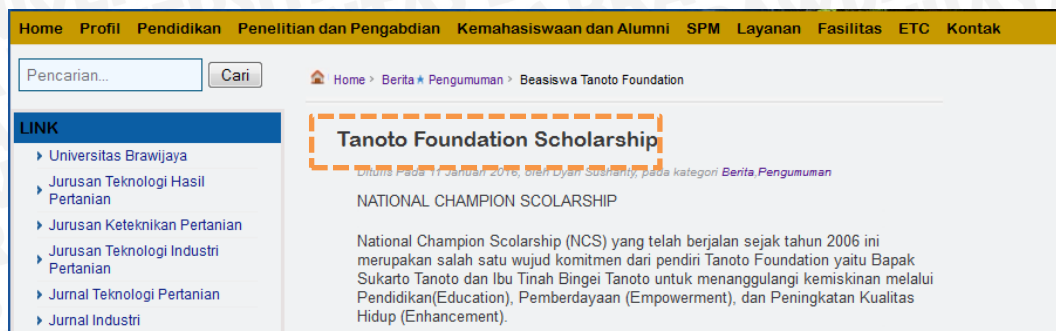 Home Profil Pendidikan Penelitian dan Pengabdian Kemahasiswaan dan Alumni SPM Layanan Fasilitas ETC Kontak
Pencarian... Cari
Home > Berita★Pengumuman > Beasiswa Tanoto Foundation
LINK
Universitas Brawijaya
Jurusan Teknologi Hasil
Pertanian
Jurusan Keteknikan Pertanian
Jurusan Teknologi Industri
Pertanian
Jurnal Teknologi Pertanian
Jurnal Industri
Tanoto Foundation Scholarship
Ditulis Pada 11 Januari 2016, oleh Dyah Sushanty, pada kategori Berita,Pengumuman
NATIONAL CHAMPION SCOLARSHIP
National Champion Scolarship (NCS) yang telah berjalan sejak tahun 2006 ini
merupakan salah satu wujud komitmen dari pendiri Tanoto Foundation yaitu Bapak
Sukarto Tanoto dan Ibu Tinah Bingei Tanoto untuk menanggulangi kemiskinan melalui
Pendidikan(Education), Pemberdayaan (Empowerment), dan Peningkatan Kualitas
Hidup (Enhancement).